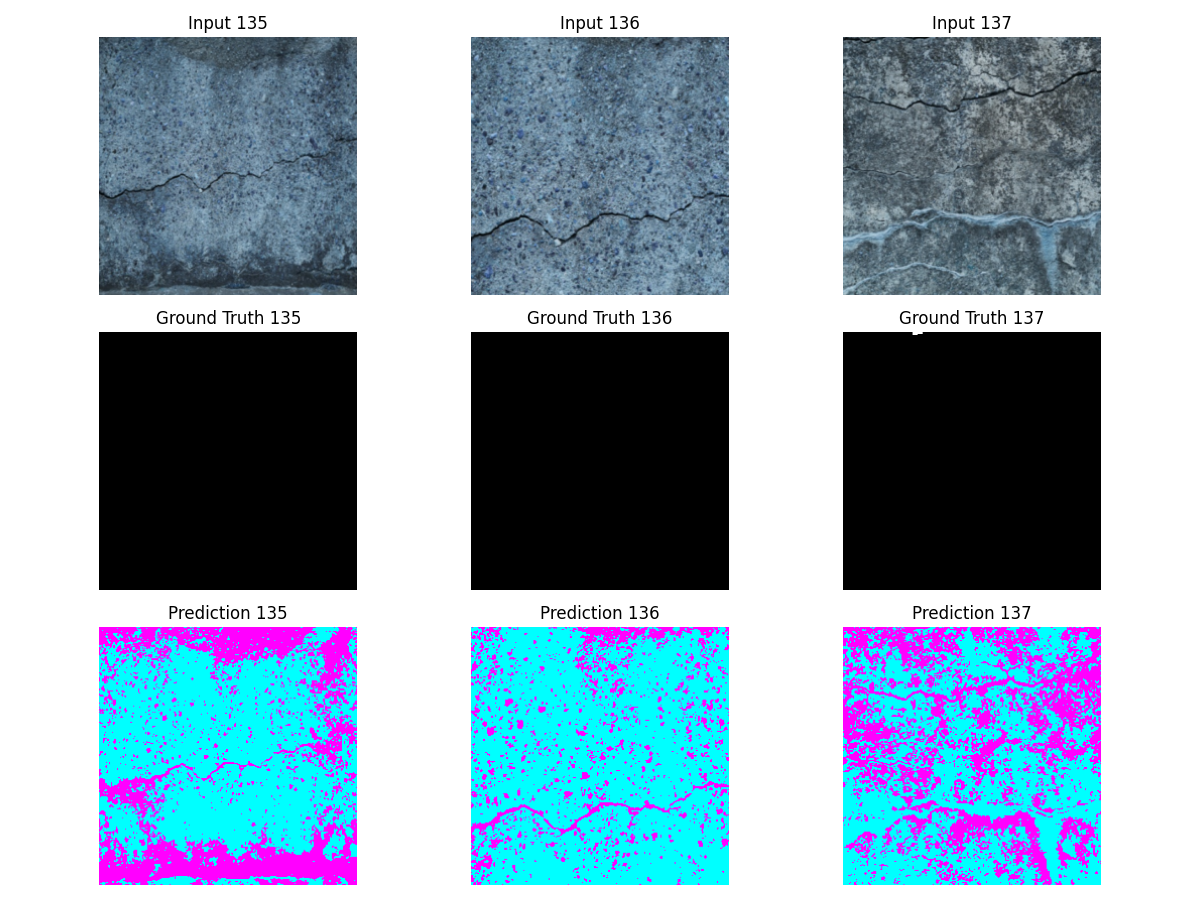 Input 135
Input 136
Input 137
Ground Truth 135
Ground Truth 136
Ground Truth 137
Prediction 135
Prediction 136
Prediction 137